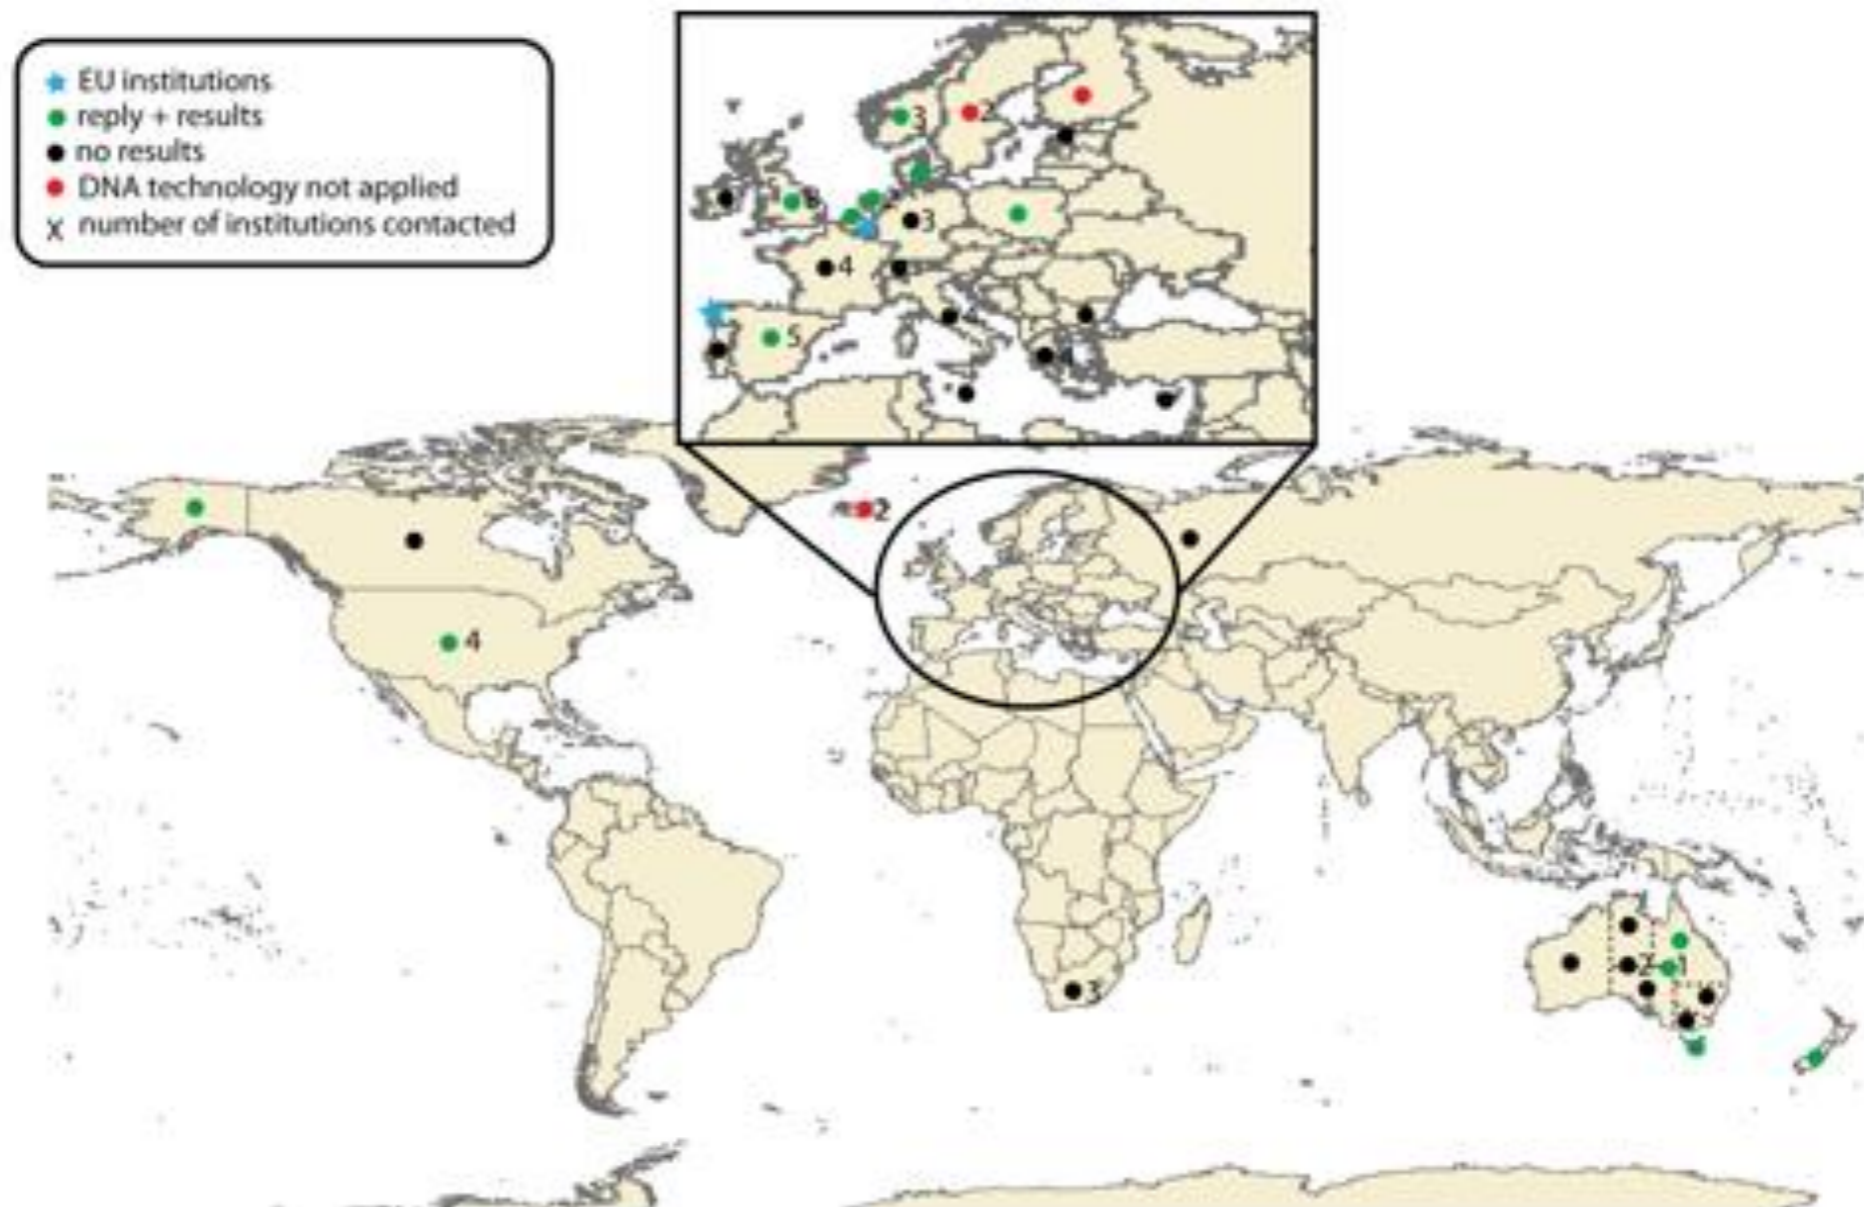 EU institutions
reply + results
no results
DNA technology not applied
x number of institutions contacted
3
2
3
4
5
2
4
3
2
1